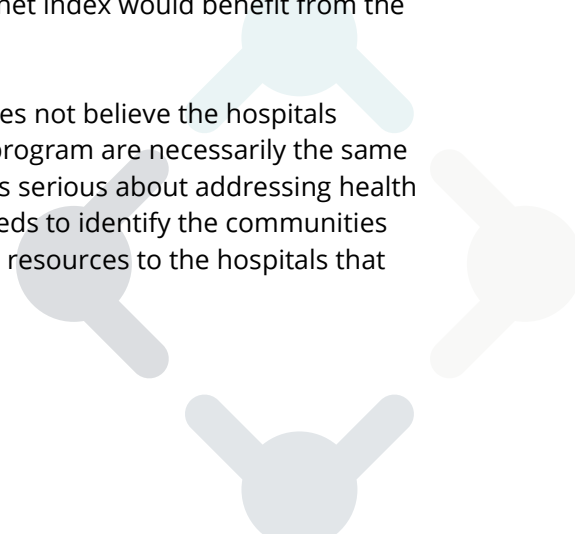 net index would benefit from the
es not believe the hospitals
program are necessarily the same
s serious about addressing health
eds to identify the communities
resources to the hospitals that